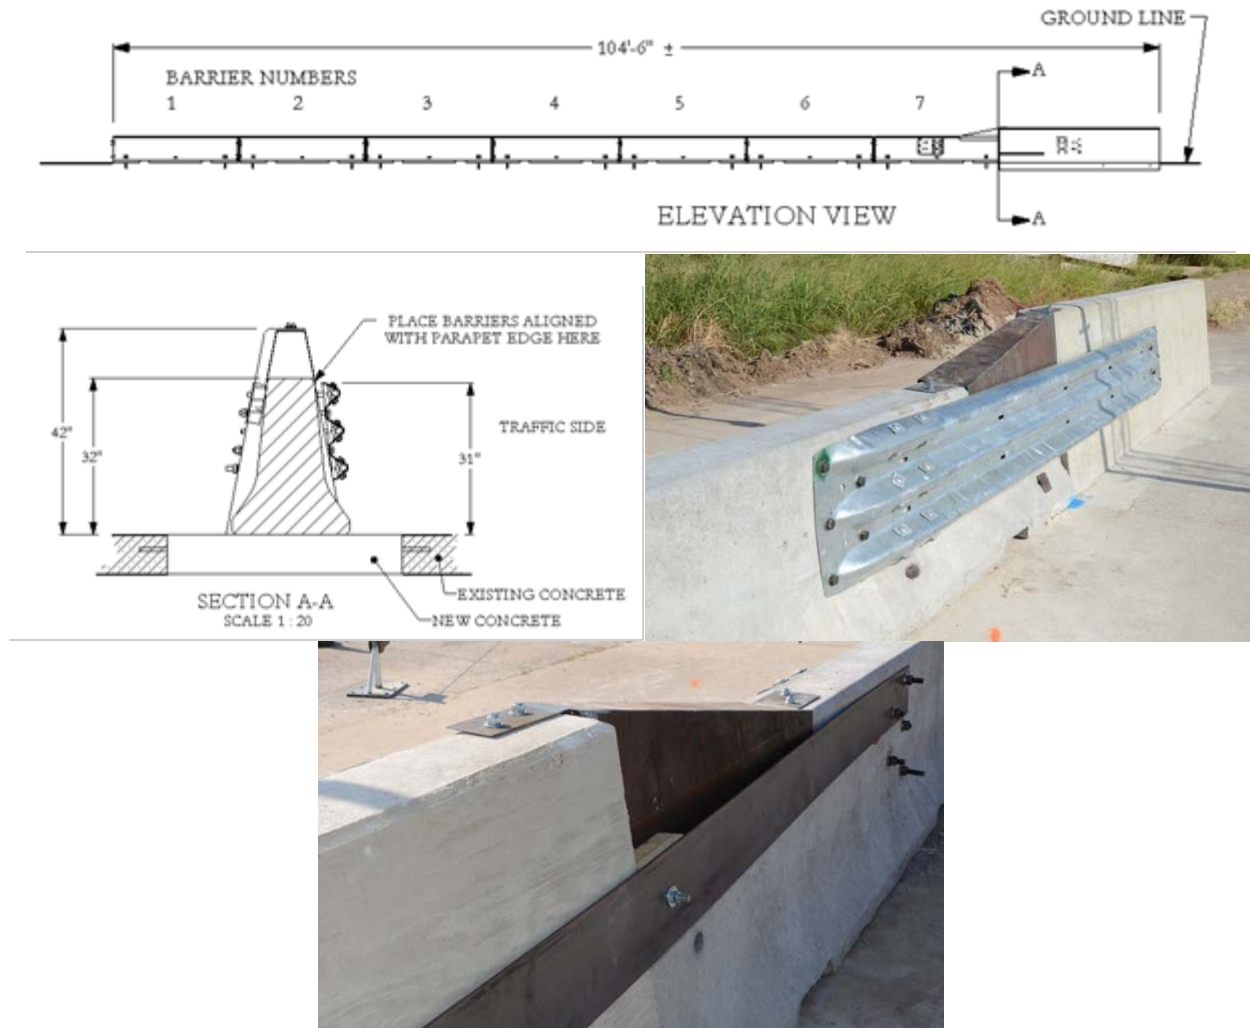 GROUND LINE
104'-6" ±
A
BARRIER NUMBERS
1 2 3 4 5 6 7
A
ELEVATION VIEW
PLACE BARRIERS ALIGNED
WITH PARAPET EDGE HERE
42"
32"
31"
TRAFFIC SIDE
EXISTING CONCRETE
SECTION A-A
SCALE 1 : 20
NEW CONCRETE